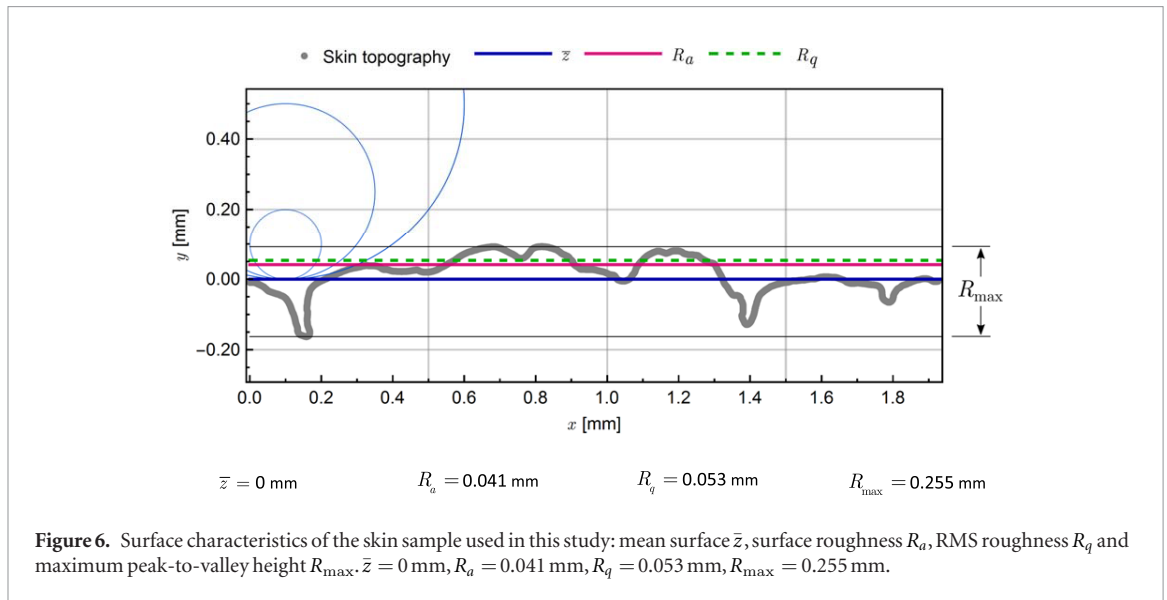 Skin topography z̄ Rₐ R_q
0.40
0.20
0.00
−0.20
y [mm]
R_max
0.0 0.2 0.4 0.6 0.8 1.0 1.2 1.4 1.6 1.8
x [mm]
z̄ = 0 mm Rₐ = 0.041 mm R_q = 0.053 mm R_max = 0.255 mm
Figure 6. Surface characteristics of the skin sample used in this study: mean surface z̄, surface roughness Rₐ, RMS roughness R_q and
maximum peak-to-valley height R_max. z̄ = 0 mm, Rₐ = 0.041 mm, R_q = 0.053 mm, R_max = 0.255 mm.